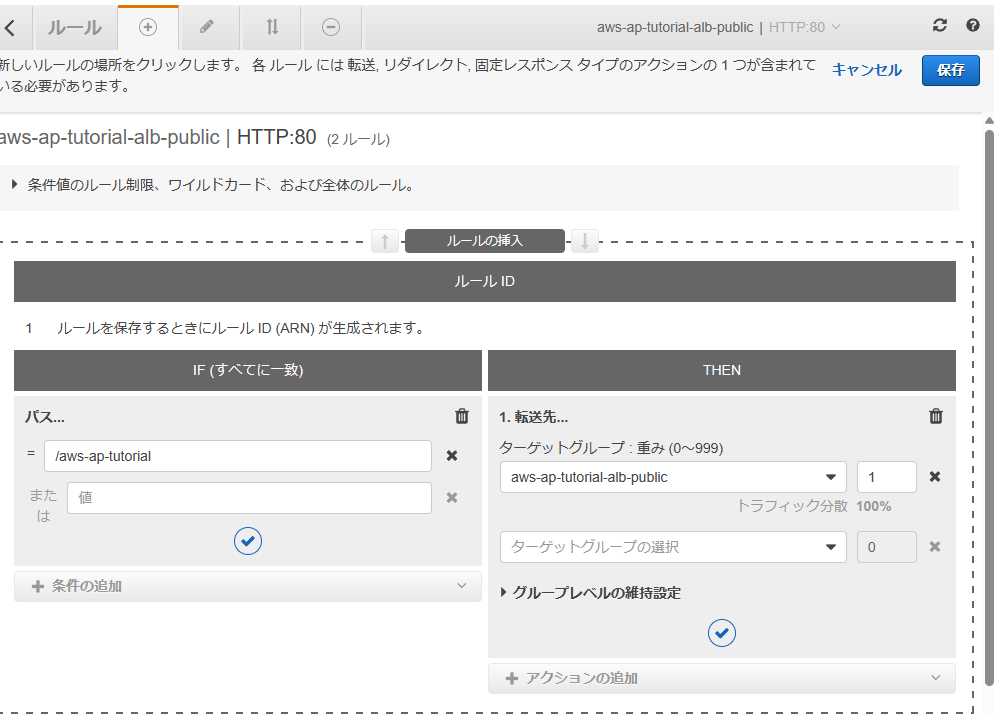 ルール
aws-ap-tutorial-alb-public | HTTP:80
新しいルールの場所をクリックします。 各 ルール には 転送, リダイレクト, 固定レスポンス タイプのアクションの 1 つが含まれて
いる必要があります。
キャンセル
保存
aws-ap-tutorial-alb-public | HTTP:80 (2 ルール)
条件値のルール制限、ワイルドカード、および全体のルール。
ルールの挿入
ルール ID
1 ルールを保存するときにルール ID (ARN) が生成されます。
IF (すべてに一致)
パス...
= /aws-ap-tutorial
または 値
条件の追加
THEN
1. 転送先...
ターゲットグループ : 重み (0～999)
aws-ap-tutorial-alb-public 1
トラフィック分散 100%
ターゲットグループの選択 0
グループレベルの維持設定
アクションの追加